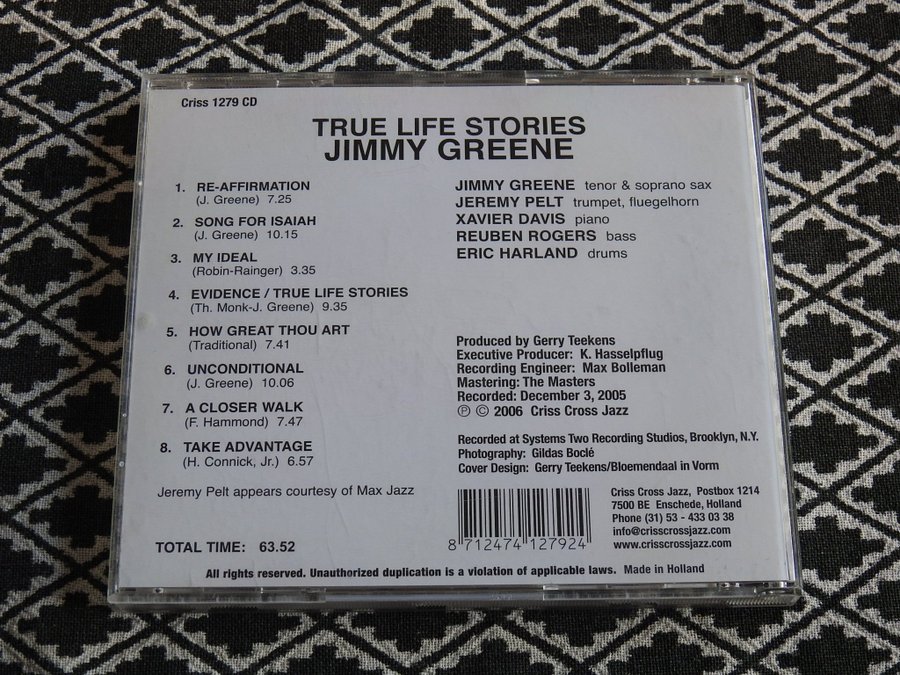 Criss 1279 CD
TRUE LIFE STORIES
JIMMY GREENE
1. RE-AFFIRMATION
(J. Greene) 7.25
2. SONG FOR ISAIAH
(J. Greene) 10.15
3. MY IDEAL
(Robin-Rainger) 3.35
4. EVIDENCE / TRUE LIFE STORIES
(Th. Monk-J. Greene) 9.35
5. HOW GREAT THOU ART
(Traditional) 7.41
6. UNCONDITIONAL
(J. Greene) 10.06
7. A CLOSER WALK
(F. Hammond) 7.47
8. TAKE ADVANTAGE
(H. Connick, Jr.) 6.57
Jeremy Pelt appears courtesy of Max Jazz
TOTAL TIME: 63.52
JIMMY GREENE tenor & soprano sax
JEREMY PELT trumpet, fluegelhorn
XAVIER DAVIS piano
REUBEN ROGERS bass
ERIC HARLAND drums
Produced by Gerry Teekens
Executive Producer: K. Hasselpflug
Recording Engineer: Max Bolleman
Mastering: The Masters
Recorded: December 3, 2005
℗ © 2006 Criss Cross Jazz
Recorded at Systems Two Recording Studios, Brooklyn, N.Y.
Photography: Gildas Boclé
Cover Design: Gerry Teekens/Bloemendaal in Vorm
8 712474 127924
Criss Cross Jazz, Postbox 1214
7500 BE Enschede, Holland
Phone (31) 53 - 433 03 38
info@crisscrossjazz.com
www.crisscrossjazz.com
All rights reserved. Unauthorized duplication is a violation of applicable laws. Made in Holland